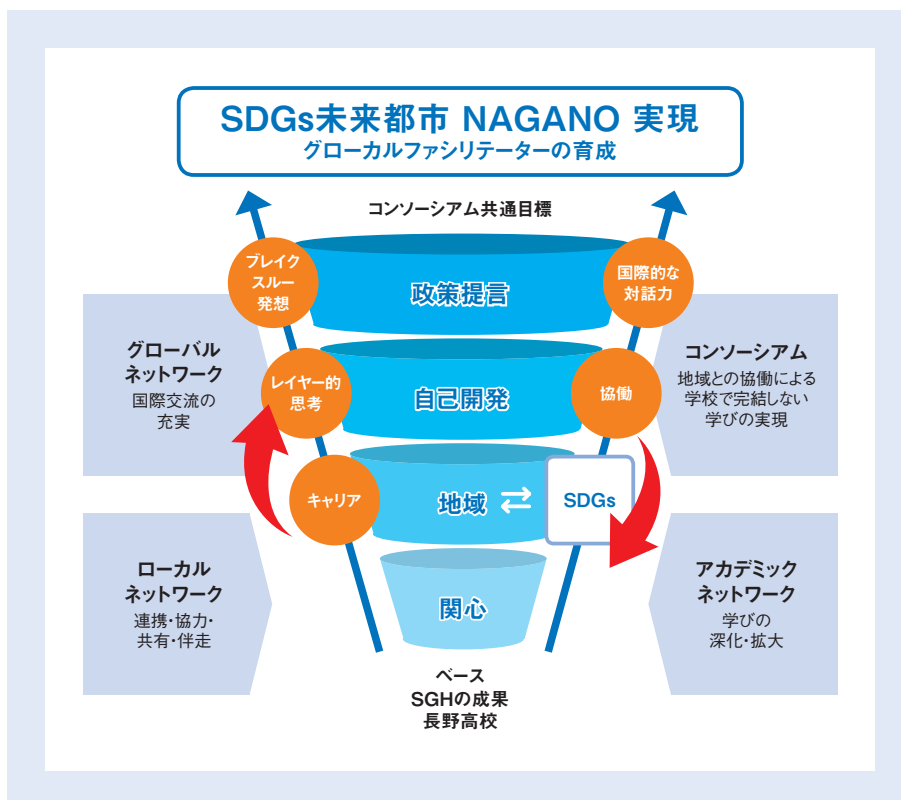 SDGs未来都市 NAGANO 実現
グローカルファシリテーターの育成
コンソーシアム共通目標
ブレイク
スルー
発想
政策提言
国際的な
対話力
グローバル
ネットワーク
国際交流の
充実
レイヤー的
思考
自己開発
協働
コンソーシアム
地域との協働による
学校で完結しない
学びの実現
キャリア
地域 ⇄ SDGs
ローカル
ネットワーク
連携・協力・
共有・伴走
関心
アカデミック
ネットワーク
学びの
深化・拡大
ベース
SGHの成果
長野高校